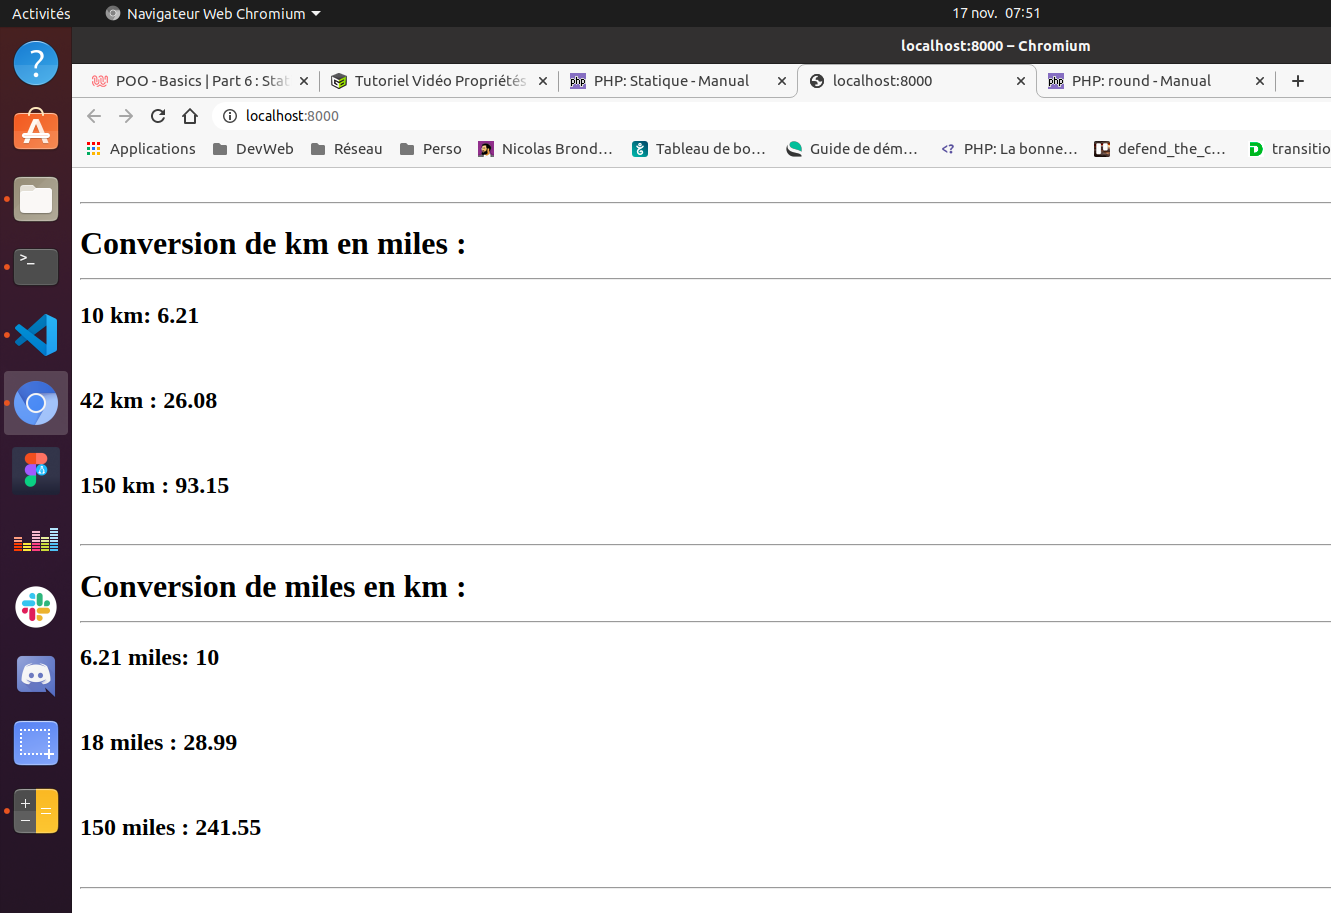 Activités
Navigateur Web Chromium
17 nov. 07:51
localhost:8000 – Chromium
POO - Basics | Part 6 : Stat
Tutoriel Vidéo Propriétés
PHP: Statique - Manual
localhost:8000
PHP: round - Manual
localhost:8000
Applications
DevWeb
Réseau
Perso
Nicolas Brond…
Tableau de bo…
Guide de dém…
PHP: La bonne…
defend_the_c…
transitio
Conversion de km en miles :
10 km: 6.21
42 km : 26.08
150 km : 93.15
Conversion de miles en km :
6.21 miles: 10
18 miles : 28.99
150 miles : 241.55